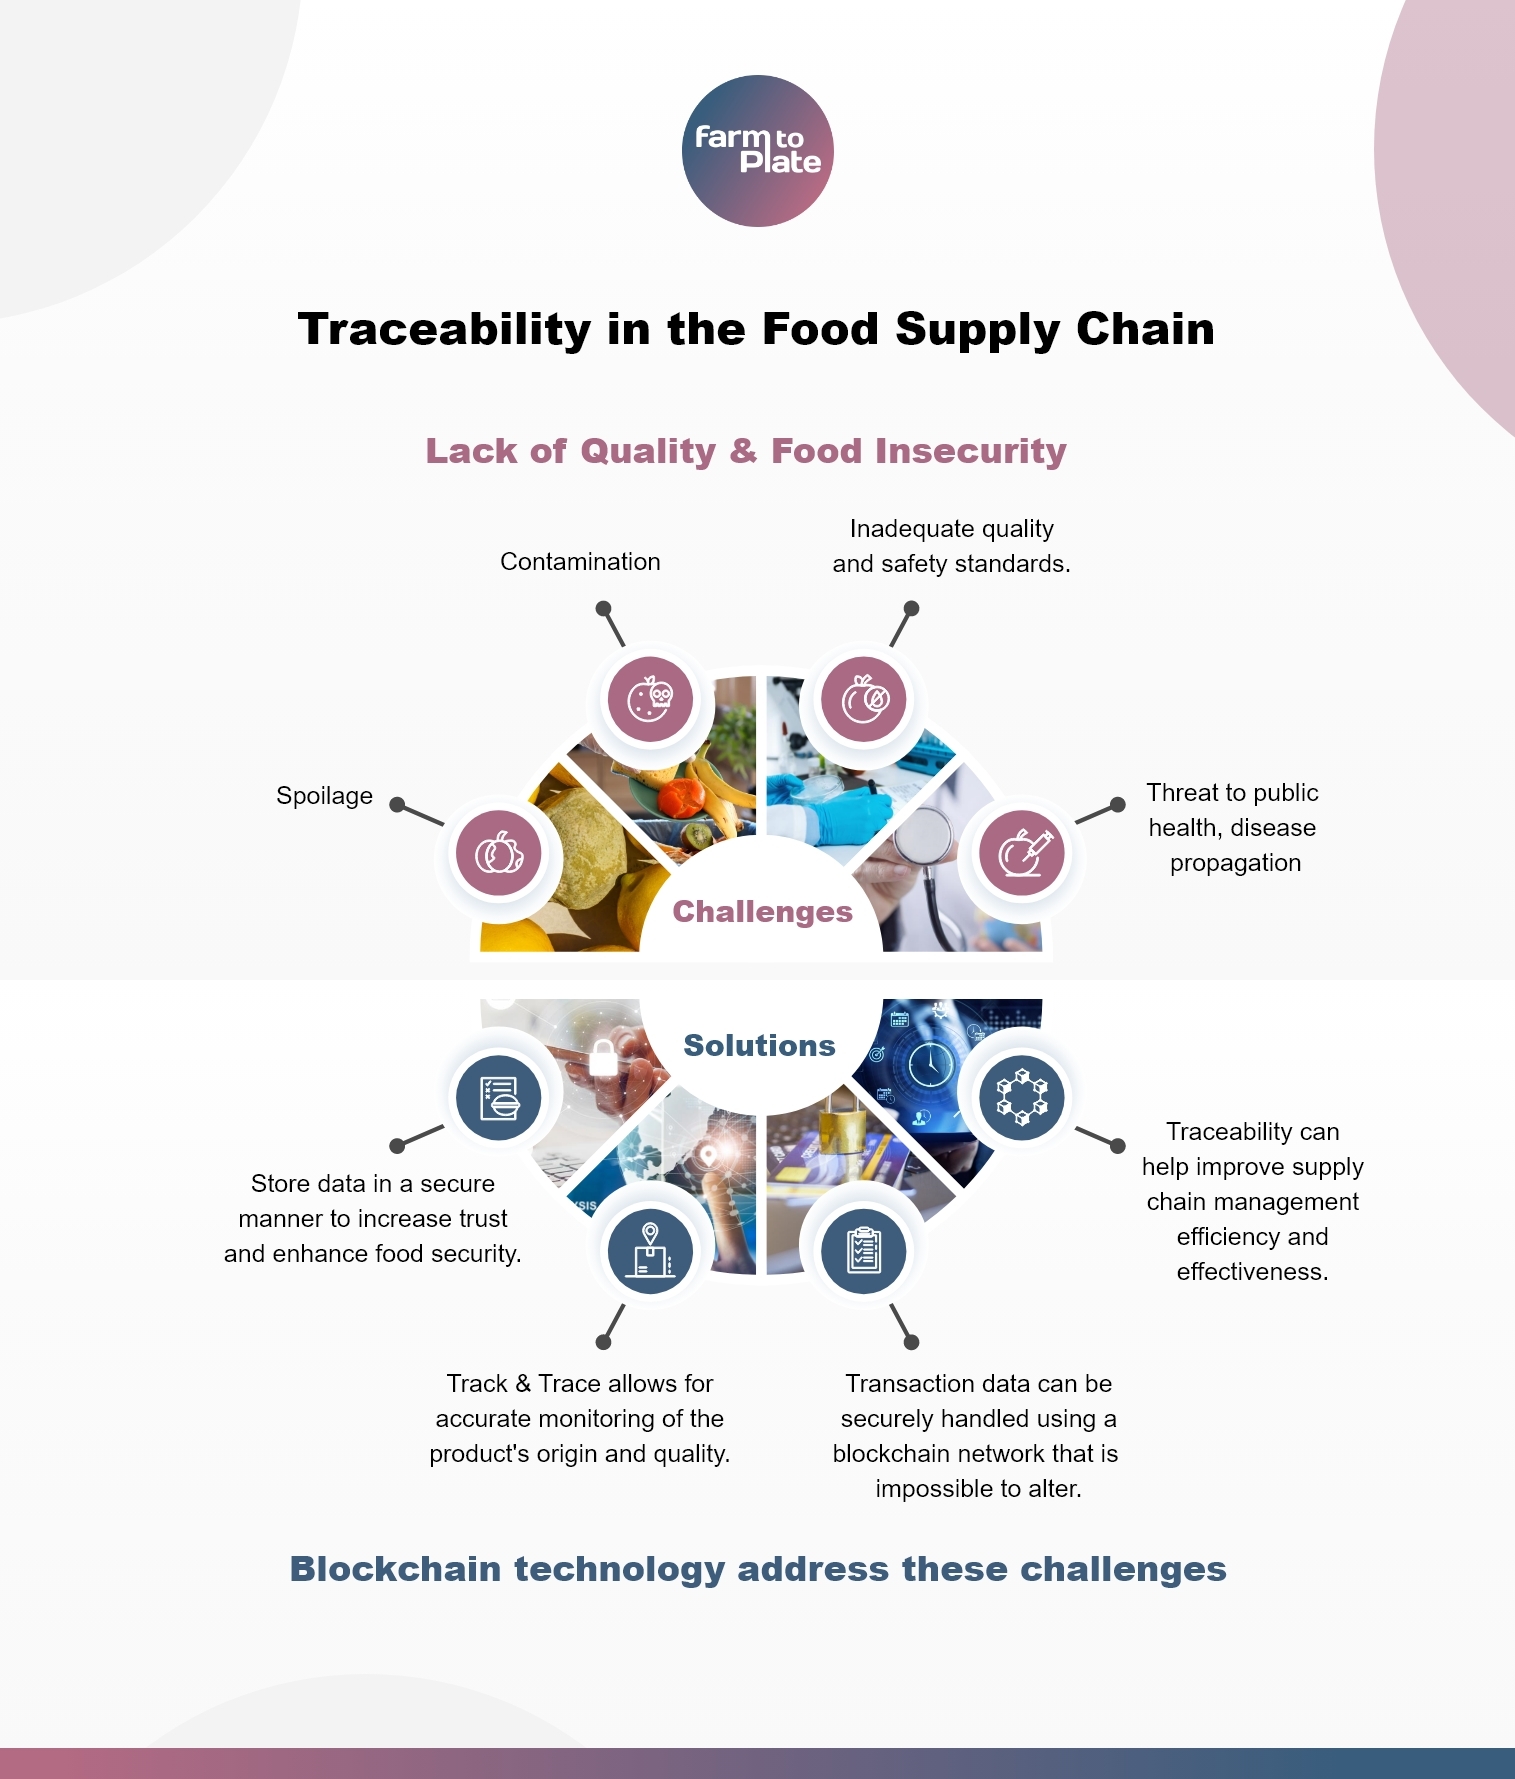 farm to
Plate
Traceability in the Food Supply Chain
Lack of Quality & Food Insecurity
Contamination
Inadequate quality
and safety standards.
Spoilage
Threat to public
health, disease
propagation
Challenges
Solutions
Store data in a secure
manner to increase trust
and enhance food security.
Traceability can
help improve supply
chain management
efficiency and
effectiveness.
YSIS
Track & Trace allows for
accurate monitoring of the
product's origin and quality.
Transaction data can be
securely handled using a
blockchain network that is
impossible to alter.
Blockchain technology address these challenges